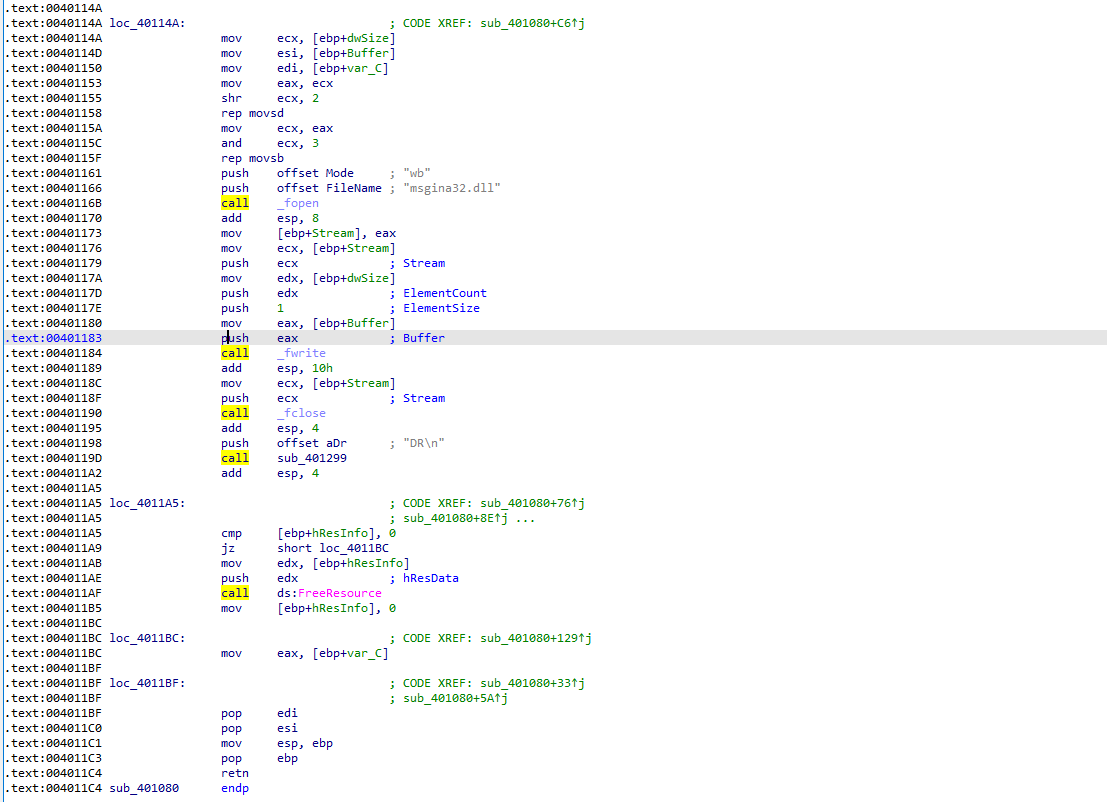 .text:0040114A
.text:0040114A loc_40114A: ; CODE XREF: sub_401080+C6↑j
.text:0040114A mov ecx, [ebp+dwSize]
.text:0040114D mov esi, [ebp+Buffer]
.text:00401150 mov edi, [ebp+var_C]
.text:00401153 mov eax, ecx
.text:00401155 shr ecx, 2
.text:00401158 rep movsd
.text:0040115A mov ecx, eax
.text:0040115C and ecx, 3
.text:0040115F rep movsb
.text:00401161 push offset Mode ; "wb"
.text:00401166 push offset FileName ; "msgina32.dll"
.text:0040116B call _fopen
.text:00401170 add esp, 8
.text:00401173 mov [ebp+Stream], eax
.text:00401176 mov ecx, [ebp+Stream]
.text:00401179 push ecx ; Stream
.text:0040117A mov edx, [ebp+dwSize]
.text:0040117D push edx ; ElementCount
.text:0040117E push 1 ; ElementSize
.text:00401180 mov eax, [ebp+Buffer]
.text:00401183 push eax ; Buffer
.text:00401184 call _fwrite
.text:00401189 add esp, 10h
.text:0040118C mov ecx, [ebp+Stream]
.text:0040118F push ecx ; Stream
.text:00401190 call _fclose
.text:00401195 add esp, 4
.text:00401198 push offset aDr ; "DR\n"
.text:0040119D call sub_401299
.text:004011A2 add esp, 4
.text:004011A5
.text:004011A5 loc_4011A5: ; CODE XREF: sub_401080+76↑j
.text:004011A5 ; sub_401080+8E↑j ...
.text:004011A5 cmp [ebp+hResInfo], 0
.text:004011A9 jz short loc_4011BC
.text:004011AB mov edx, [ebp+hResInfo]
.text:004011AE push edx ; hResData
.text:004011AF call ds:FreeResource
.text:004011B5 mov [ebp+hResInfo], 0
.text:004011BC
.text:004011BC loc_4011BC: ; CODE XREF: sub_401080+129↑j
.text:004011BC mov eax, [ebp+var_C]
.text:004011BF
.text:004011BF loc_4011BF: ; CODE XREF: sub_401080+33↑j
.text:004011BF ; sub_401080+5A↑j
.text:004011BF pop edi
.text:004011C0 pop esi
.text:004011C1 mov esp, ebp
.text:004011C3 pop ebp
.text:004011C4 retn
.text:004011C4 sub_401080 endp